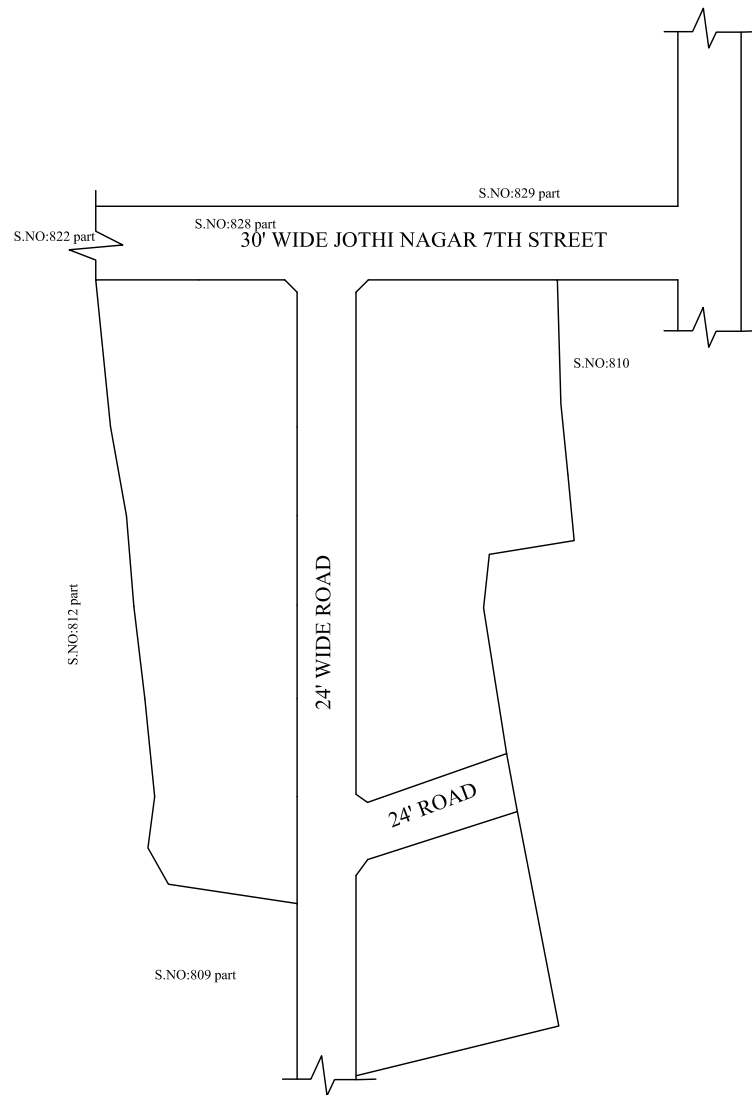 S.NO:829 part
S.NO:828 part
S.NO:822 part
30' WIDE JOTHI NAGAR 7TH STREET
S.NO:810
24' WIDE ROAD
S.NO:812 part
24' ROAD
S.NO:809 part